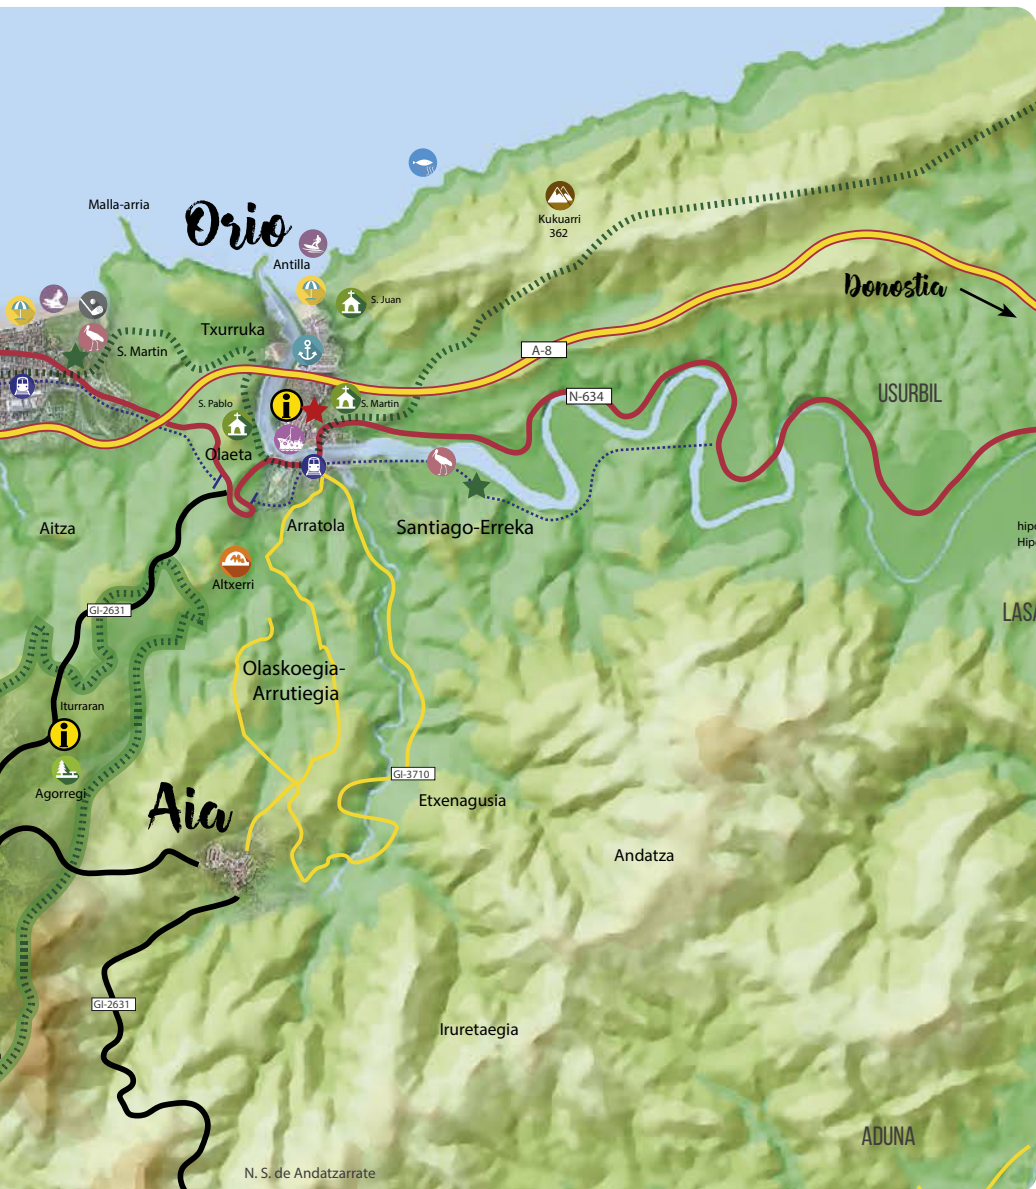 Malla-arria
Orio
Kukuarri
362
Antilla
Donostia
S. Juan
Txurruka
S. Martin
A-8
N-634
USURBIL
S. Pablo
i
S. Martin
Olaeta
Aitza
Arratola
Santiago-Erreka
Altxerri
GI-2631
Olaskoegia-
Arrutiegia
Iturraran
i
GI-3710
Agorregi
Etxenagusia
Aia
Andatza
GI-2631
Iruretaegia
ADUNA
N. S. de Andatzarrate